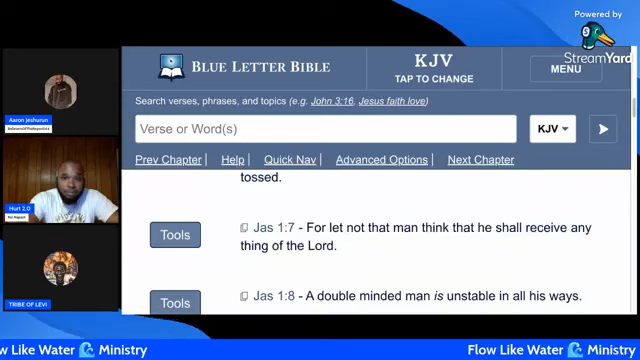 Powered by
StreamYard
BLUE LETTER BIBLE
KJV
TAP TO CHANGE
MENU
Search verses, phrases, and topics (e.g. John 3:16, Jesus faith love)
Verse or Word(s)
KJV
Prev Chapter | Help | Quick Nav | Advanced Options | Next Chapter
tossed.
Tools
Jas 1:7 - For let not that man think that he shall receive any
thing of the Lord.
Tools
Jas 1:8 - A double minded man is unstable in all his ways.
Aaron Jeshurun
Hurt 2.0
TRIBE OF LEVI
w Like Water Ministry
Flow Like Water Ministry